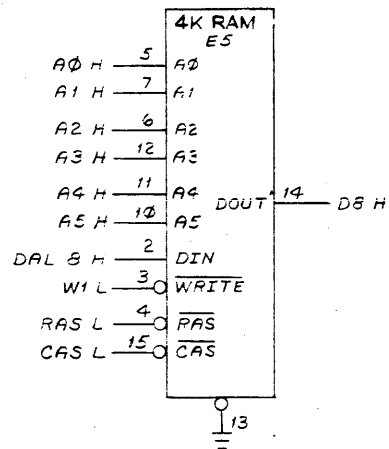 4K RAM
E5
AØ H 5 AØ
A1 H 7 A1
A2 H 6 A2
A3 H 12 A3
A4 H 11 A4
DOUT 14 D8 H
A5 H 1Ø A5
DAL 8 H 2 DIN
W1 L 3 WRITE
RAS L 4 RAS
CAS L 15 CAS
13